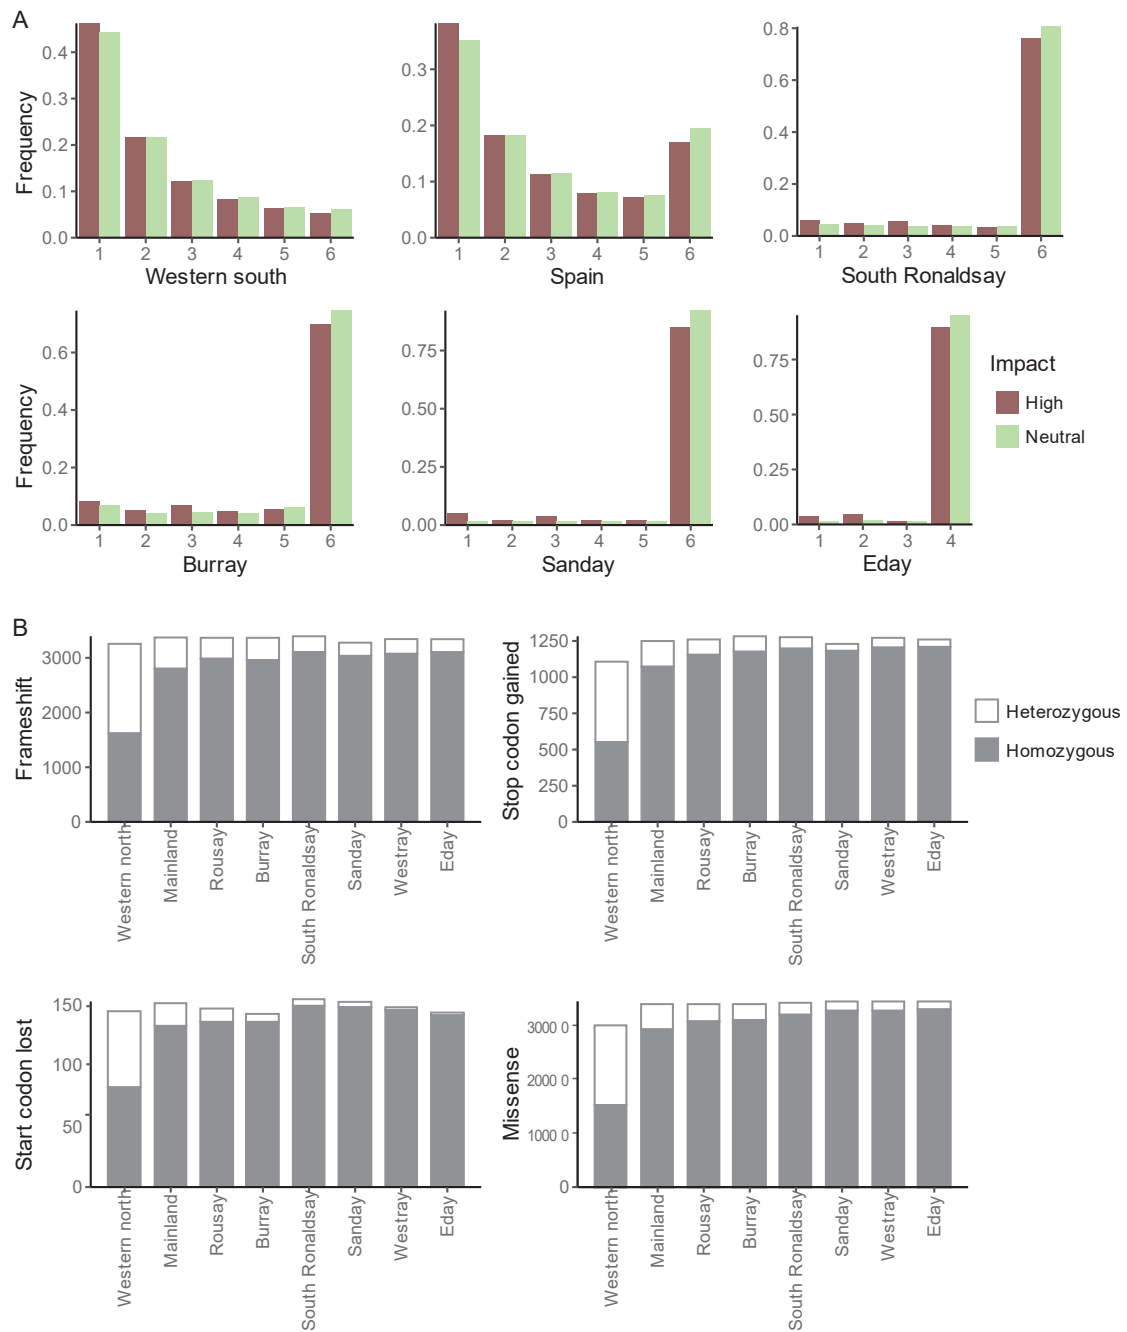 A
Frequency
0.4
0.3
0.2
0.1
0.0
1 2 3 4 5 6
Western south
0.3
0.2
0.1
0.0
1 2 3 4 5 6
Spain
0.8
0.6
0.4
0.2
0.0
1 2 3 4 5 6
South Ronaldsay
Frequency
0.6
0.4
0.2
0.0
1 2 3 4 5 6
Burray
0.75
0.50
0.25
0.00
1 2 3 4 5 6
Sanday
0.75
0.50
0.25
0.00
1 2 3 4
Eday
Impact
High
Neutral
B
Frameshift
3000
2000
1000
0
Western north
Mainland
Rousay
Burray
South Ronaldsay
Sanday
Westray
Eday
Stop codon gained
1250
1000
750
500
250
0
Western north
Mainland
Rousay
Burray
South Ronaldsay
Sanday
Westray
Eday
Heterozygous
Homozygous
Start codon lost
150
100
50
0
Western north
Mainland
Rousay
Burray
South Ronaldsay
Sanday
Westray
Eday
Missense
3000 0
2000 0
1000 0
0
Western north
Mainland
Rousay
Burray
South Ronaldsay
Sanday
Westray
Eday